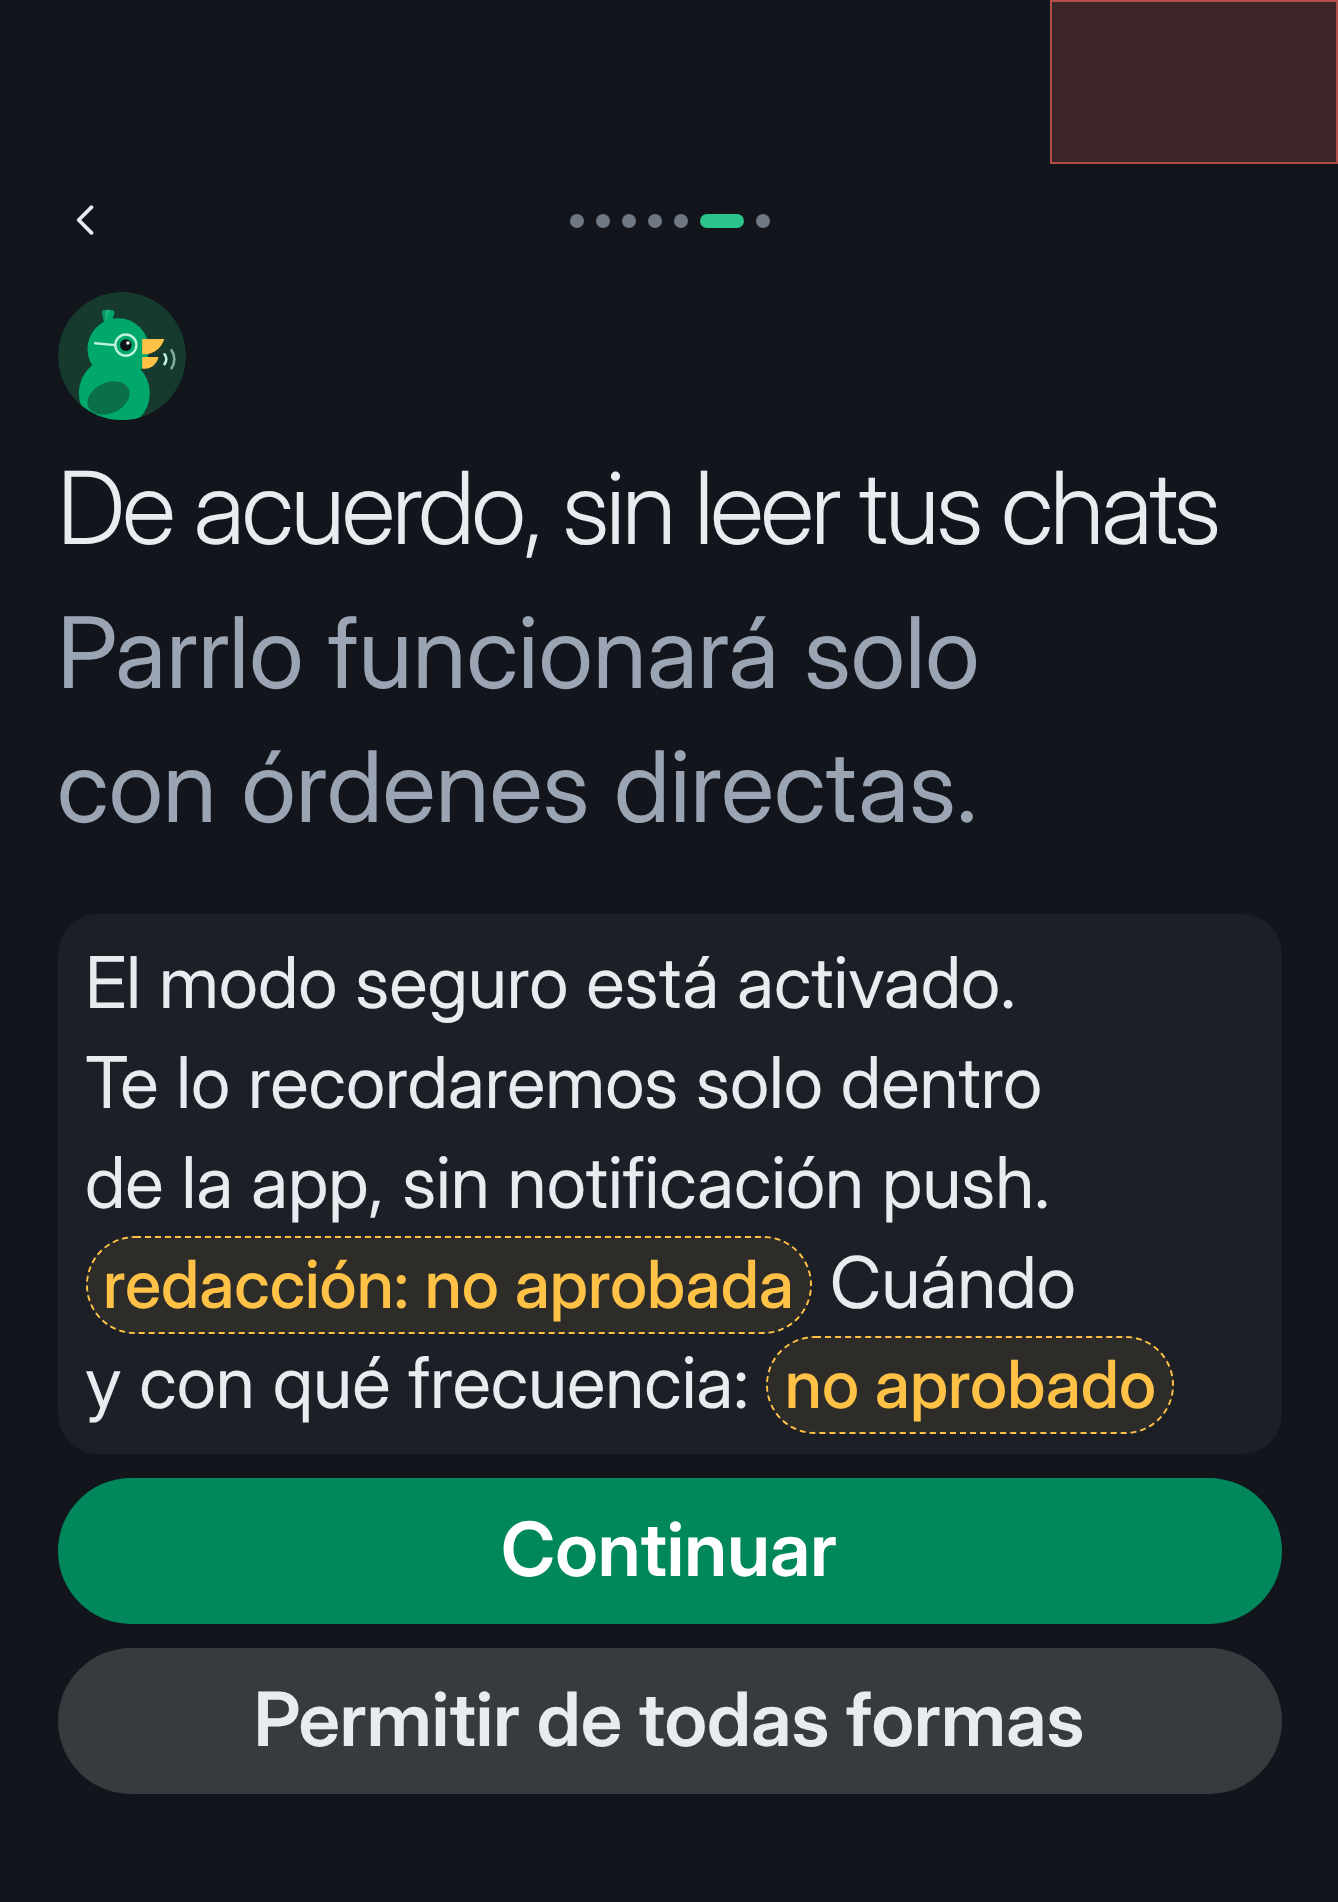 De acuerdo, sin leer tus chats
Parrlo funcionará solo
con órdenes directas.
El modo seguro está activado.
Te lo recordaremos solo dentro
de la app, sin notificación push.
redacción: no aprobada Cuándo
y con qué frecuencia: no aprobado
Continuar
Permitir de todas formas